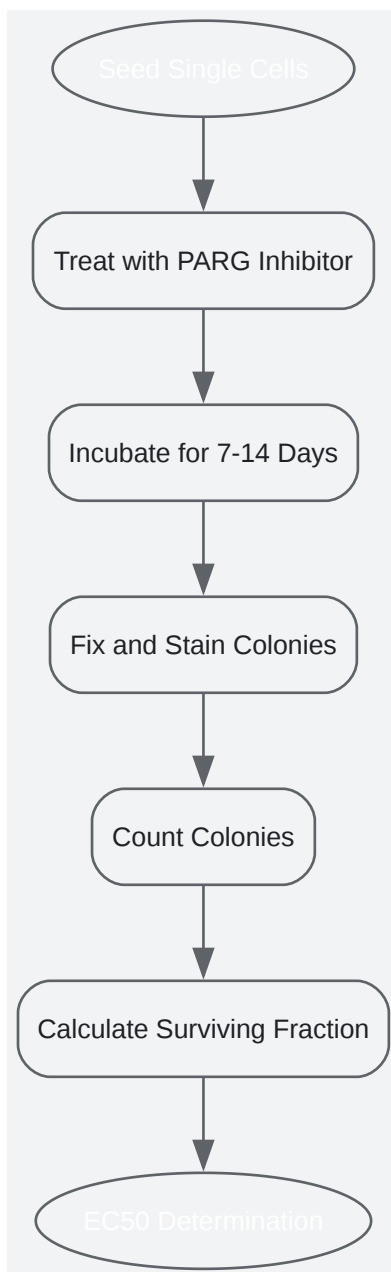 Seed Single Cells
Treat with PARG Inhibitor
Incubate for 7-14 Days
Fix and Stain Colonies
Count Colonies
Calculate Surviving Fraction
EC50 Determination